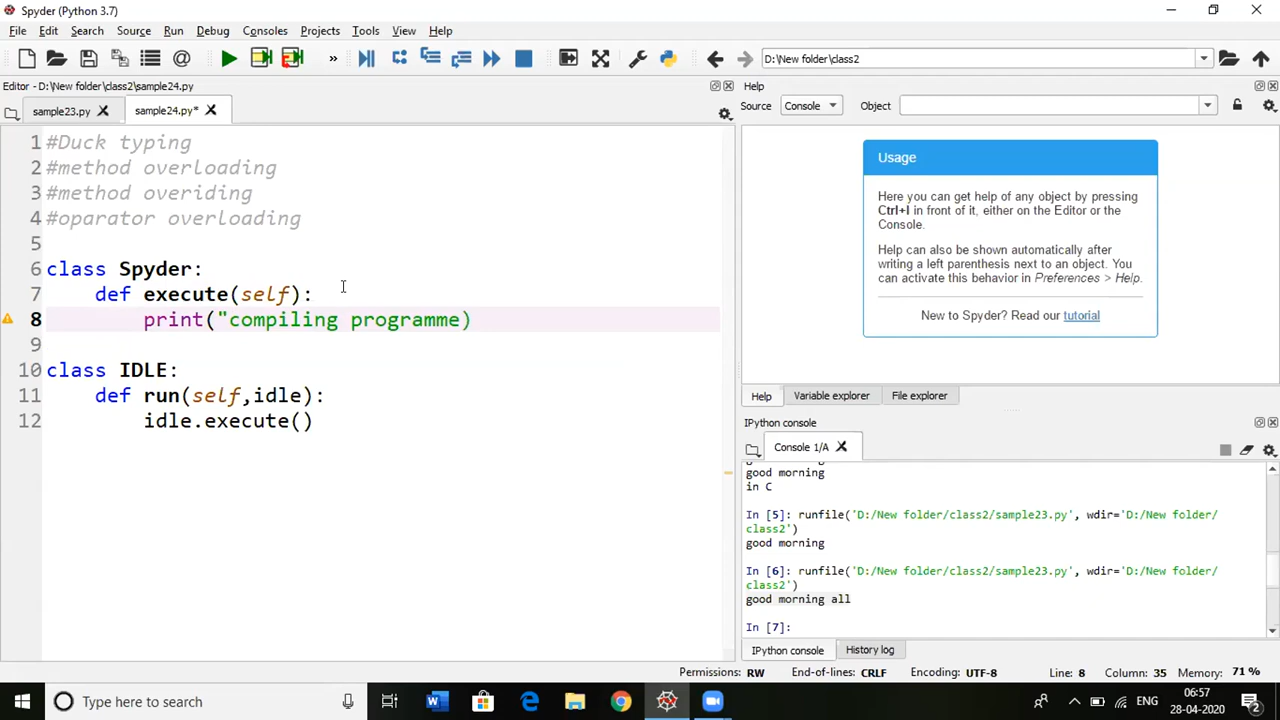 Spyder (Python 3.7)
File Edit Search Source Run Debug Consoles Projects Tools View Help
D:\New folder\class2
Editor - D:\New folder\class2\sample24.py
sample23.py
sample24.py*
1 #Duck typing
2 #method overloading
3 #method overiding
4 #oparator overloading
5
6 class Spyder:
7 def execute(self):
8 print("compiling programme)
9
10 class IDLE:
11 def run(self,idle):
12 idle.execute()
Help
Source Console Object
Usage
Here you can get help of any object by pressing
Ctrl+I in front of it, either on the Editor or the
Console.
Help can also be shown automatically after
writing a left parenthesis next to an object. You
can activate this behavior in Preferences > Help.
New to Spyder? Read our tutorial
Help Variable explorer File explorer
IPython console
Console 1/A
good morning
in C
In [5]: runfile('D:/New folder/class2/sample23.py', wdir='D:/New folder/
class2')
good morning
In [6]: runfile('D:/New folder/class2/sample23.py', wdir='D:/New folder/
class2')
good morning all
In [7]:
IPython console History log
Permissions: RW End-of-lines: CRLF Encoding: UTF-8 Line: 8 Column: 35 Memory: 71 %
Type here to search
ENG
06:57
28-04-2020
2